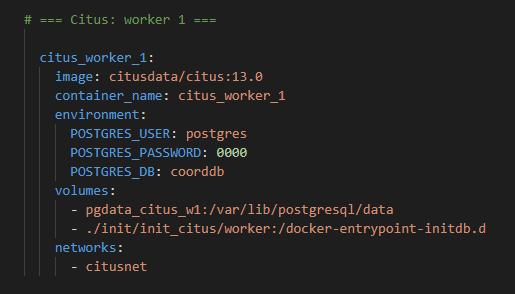 # === Citus: worker 1 ===
citus_worker_1:
image: citusdata/citus:13.0
container_name: citus_worker_1
environment:
POSTGRES_USER: postgres
POSTGRES_PASSWORD: 0000
POSTGRES_DB: coorddb
volumes:
- pgdata_citus_w1:/var/lib/postgresql/data
- ./init/init_citus/worker:/docker-entrypoint-initdb.d
networks:
- citusnet